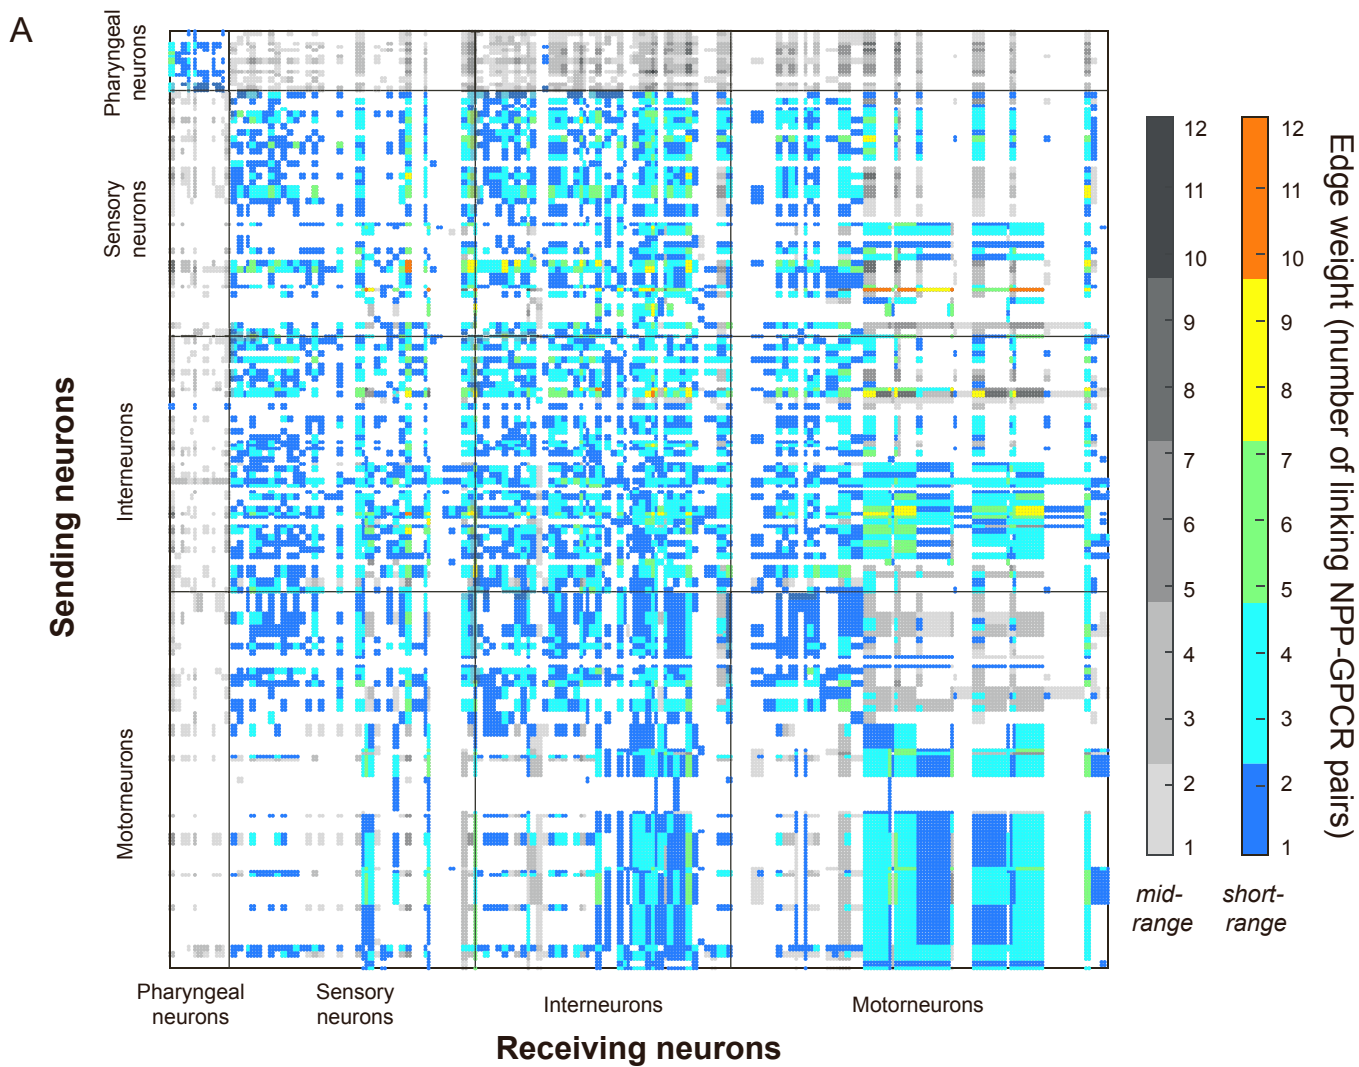 A
Pharyngeal
neurons
Sensory
neurons
Interneurons
Motorneurons
Sending neurons
Pharyngeal
neurons
Sensory
neurons
Interneurons
Motorneurons
Receiving neurons
12
11
10
9
8
7
6
5
4
3
2
1
mid-
range
12
11
10
9
8
7
6
5
4
3
2
1
short-
range
Edge weight (number of linking NPP-GPCR pairs)